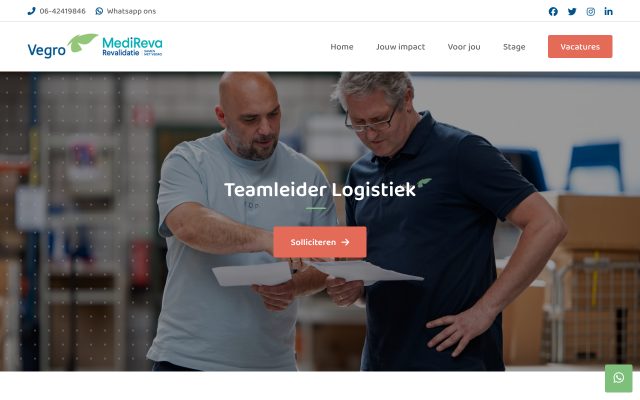 06-42419846 Whatsapp ons
Vegro MediReva
Revalidatie
Home Jouw impact Voor jou Stage Vacatures
Teamleider Logistiek
Solliciteren